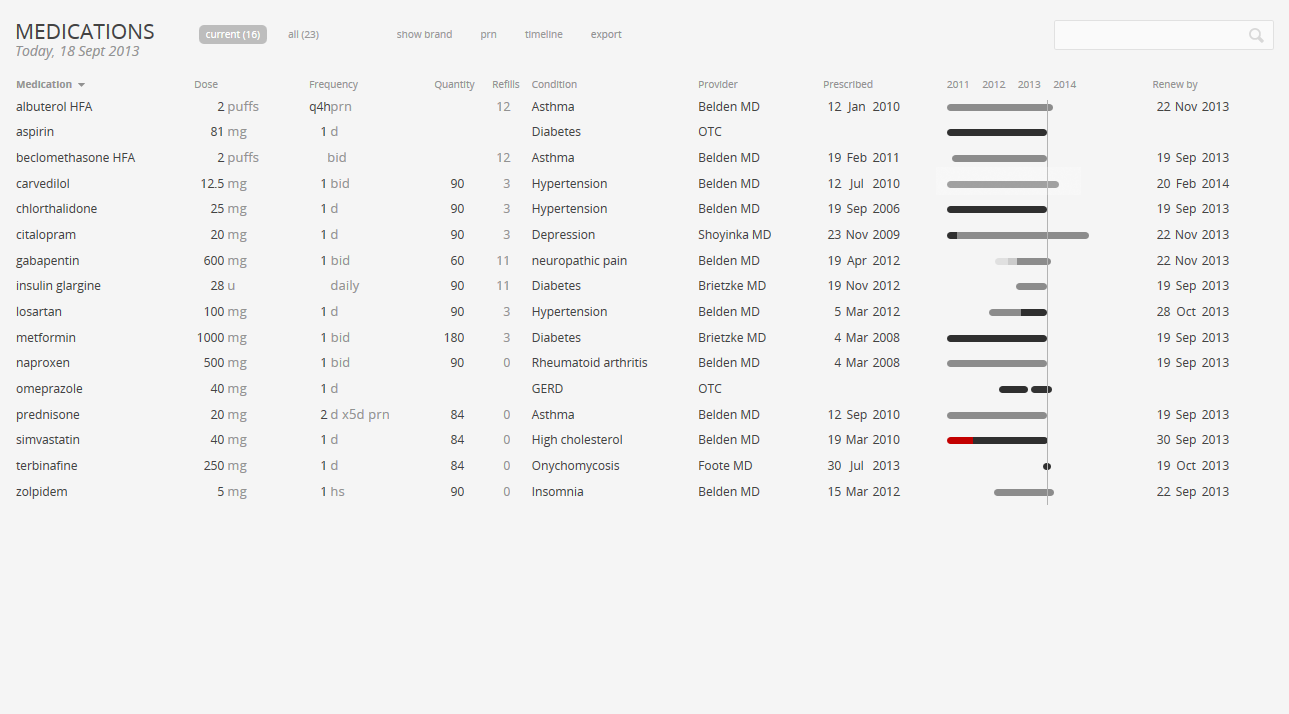 MEDICATIONS current (16) all (23) show brand prn timeline export
Today, 18 Sept 2013
Medication Dose Frequency Quantity Refills Condition Provider Prescribed 2011 2012 2013 2014 Renew by
albuterol HFA 2 puffs q4hprn 12 Asthma Belden MD 12 Jan 2010 22 Nov 2013
aspirin 81 mg 1 d Diabetes OTC
beclomethasone HFA 2 puffs bid 12 Asthma Belden MD 19 Feb 2011 19 Sep 2013
carvedilol 12.5 mg 1 bid 90 3 Hypertension Belden MD 12 Jul 2010 20 Feb 2014
chlorthalidone 25 mg 1 d 90 3 Hypertension Belden MD 19 Sep 2006 19 Sep 2013
citalopram 20 mg 1 d 90 3 Depression Shoyinka MD 23 Nov 2009 22 Nov 2013
gabapentin 600 mg 1 bid 60 11 neuropathic pain Belden MD 19 Apr 2012 22 Nov 2013
insulin glargine 28 u daily 90 11 Diabetes Brietzke MD 19 Nov 2012 19 Sep 2013
losartan 100 mg 1 d 90 3 Hypertension Belden MD 5 Mar 2012 28 Oct 2013
metformin 1000 mg 1 bid 180 3 Diabetes Brietzke MD 4 Mar 2008 19 Sep 2013
naproxen 500 mg 1 bid 90 0 Rheumatoid arthritis Belden MD 4 Mar 2008 19 Sep 2013
omeprazole 40 mg 1 d GERD OTC
prednisone 20 mg 2 d x5d prn 84 0 Asthma Belden MD 12 Sep 2010 19 Sep 2013
simvastatin 40 mg 1 d 84 0 High cholesterol Belden MD 19 Mar 2010 30 Sep 2013
terbinafine 250 mg 1 d 84 0 Onychomycosis Foote MD 30 Jul 2013 19 Oct 2013
zolpidem 5 mg 1 hs 90 0 Insomnia Belden MD 15 Mar 2012 22 Sep 2013